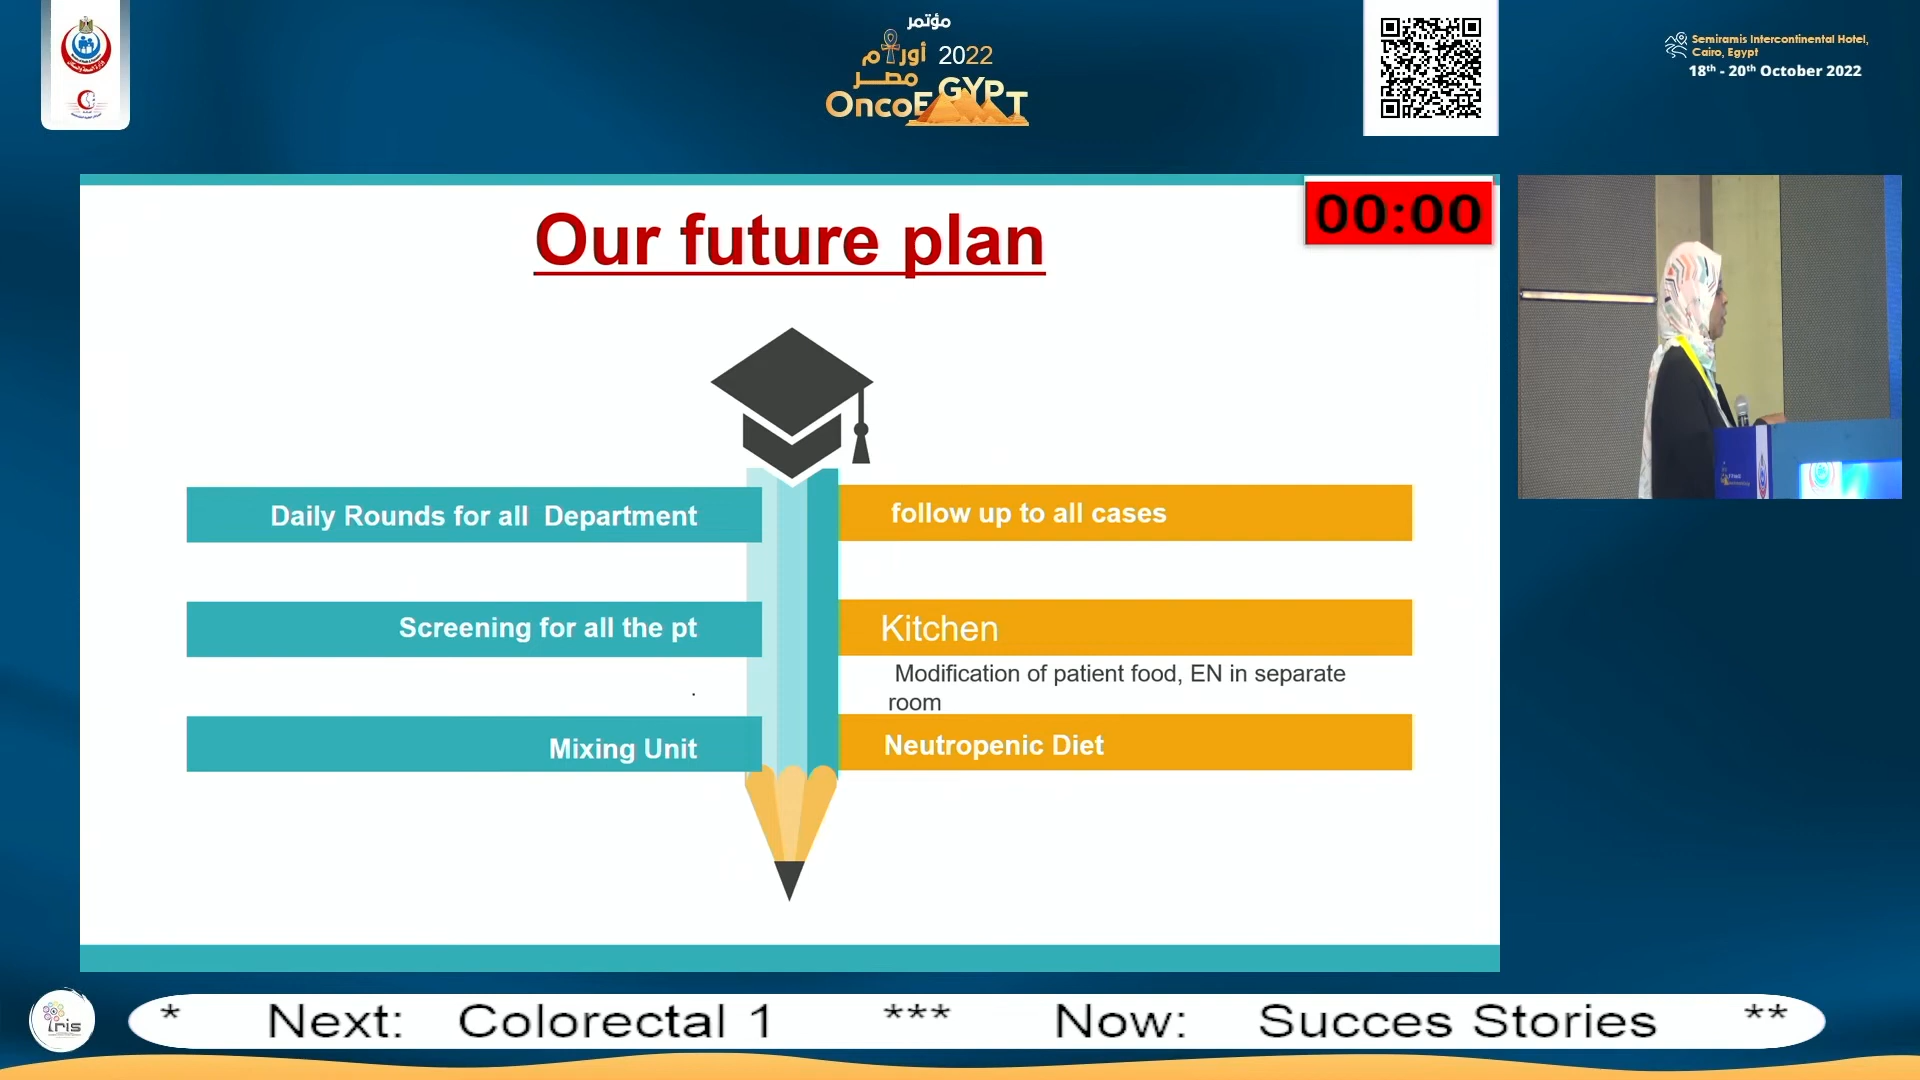 مؤتمر
أورام 2022
مصر
OncoEGYPT
Semiramis Intercontinental Hotel,
Cairo, Egypt
18th - 20th October 2022
Our future plan
00:00
Daily Rounds for all Department
follow up to all cases
Screening for all the pt
Kitchen
Modification of patient food, EN in separate
room
.
Mixing Unit
Neutropenic Diet
iris
* Next: Colorectal 1 *** Now: Succes Stories **